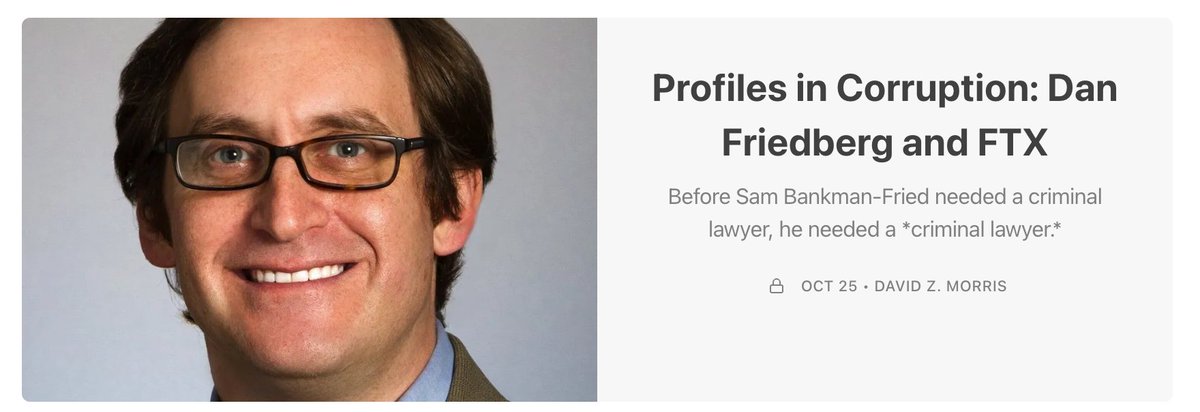 Profiles in Corruption: Dan
Friedberg and FTX
Before Sam Bankman-Fried needed a criminal
lawyer, he needed a *criminal lawyer.*
OCT 25 • DAVID Z. MORRIS